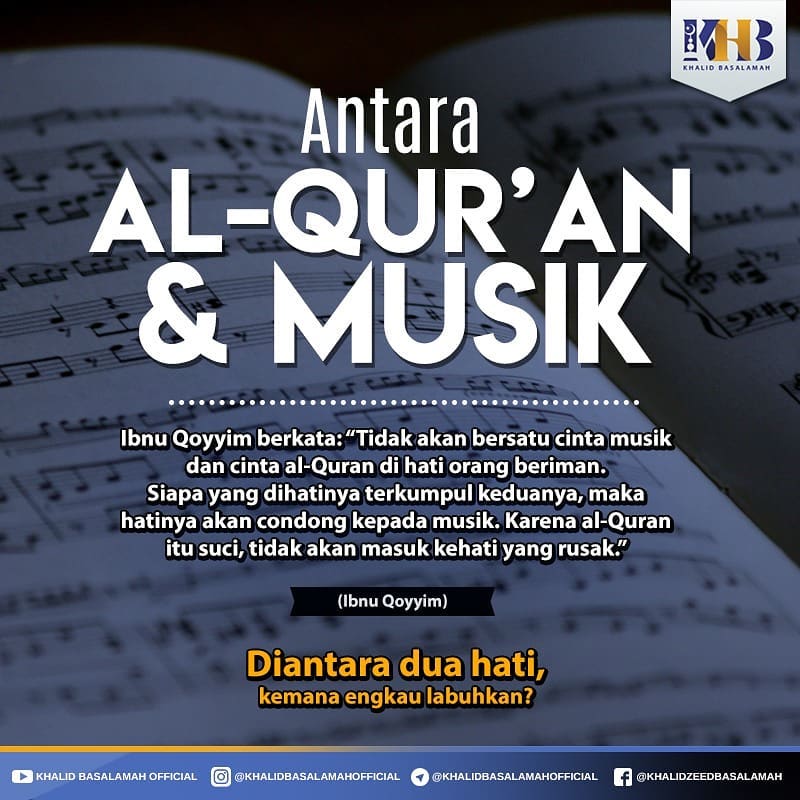 KHB
KHALID BASALAMAH
Antara
AL-QUR'AN
& MUSIK
Ibnu Qoyyim berkata: “Tidak akan bersatu cinta musik
dan cinta al-Quran di hati orang beriman.
Siapa yang dihatinya terkumpul keduanya, maka
hatinya akan condong kepada musik. Karena al-Quran
itu suci, tidak akan masuk kehati yang rusak.”
(Ibnu Qoyyim)
Diantara dua hati,
kemana engkau labuhkan?
KHALID BASALAMAH OFFICIAL @KHALIDBASALAMAHOFFICIAL @KHALIDBASALAMAHOFFICIAL @KHALIDZEEDBASALAMAH